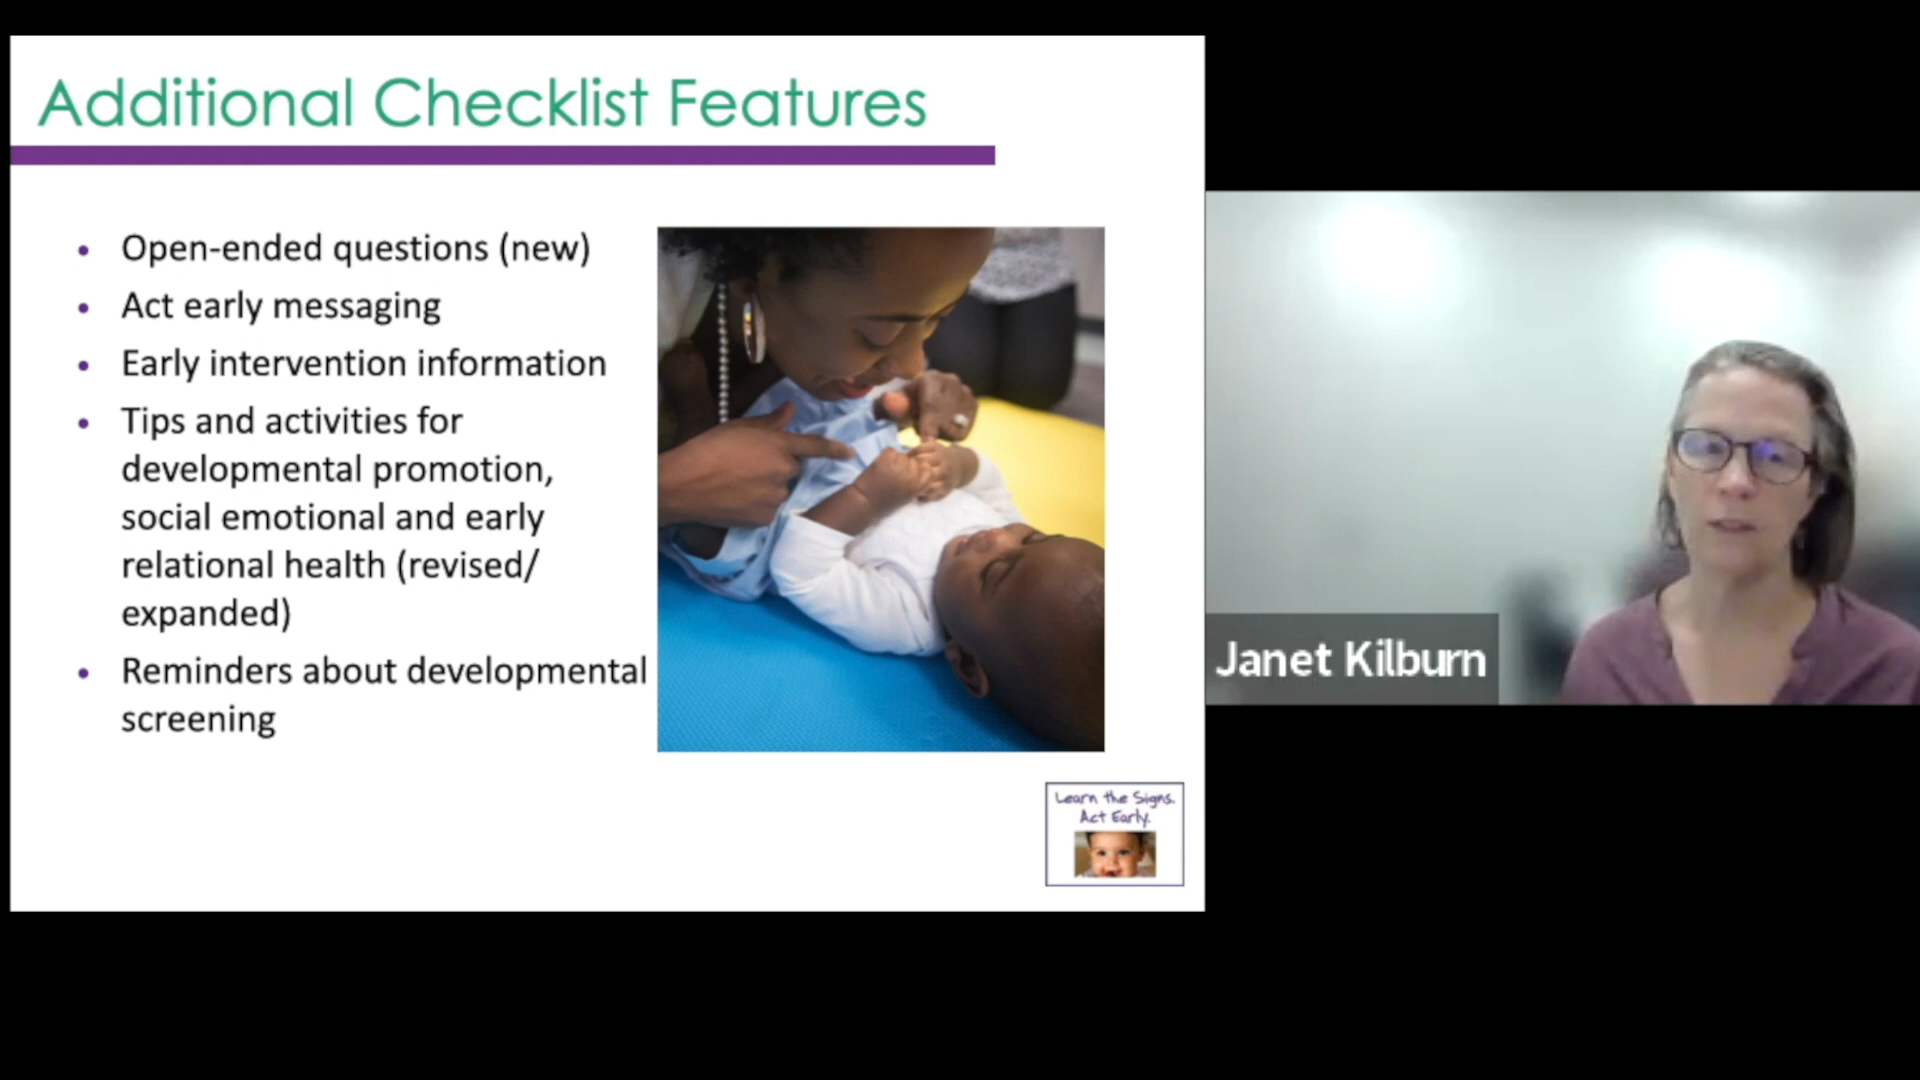 Additional Checklist Features
Open-ended questions (new)
Act early messaging
Early intervention information
Tips and activities for
developmental promotion,
social emotional and early
relational health (revised/
expanded)
Reminders about developmental
screening
Learn the Signs.
Act Early.
Janet Kilburn